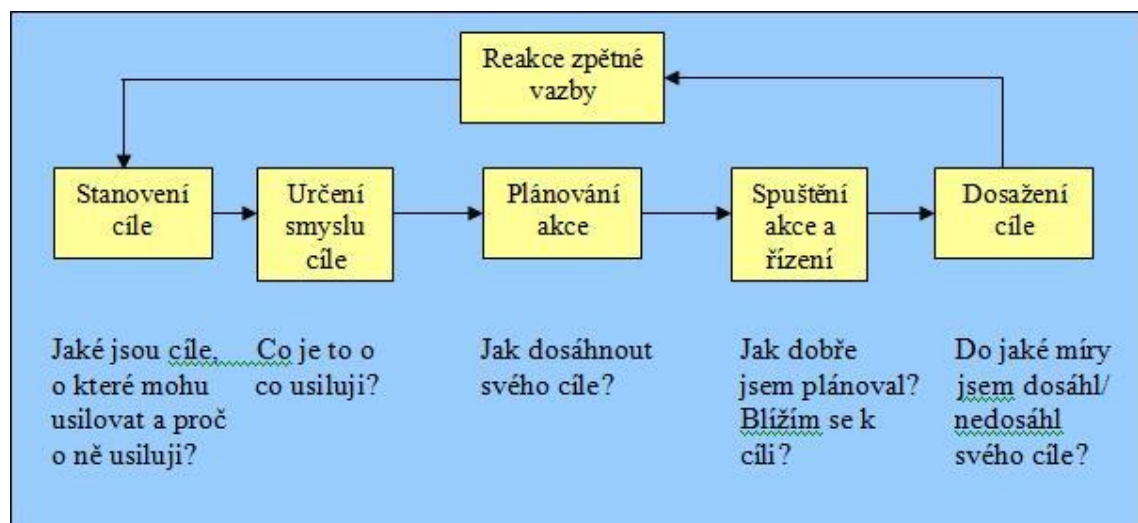 Reakce zpětné
vazby
Stanovení
cíle
Určení
smyslu
cíle
Plánování
akce
Spuštění
akce a
řízení
Dosažení
cíle
Jaké jsou cíle,
o které mohu
usilovat a proč
o ně usiluji?
Co je to o
co usiluji?
Jak dosáhnout
svého cíle?
Jak dobře
jsem plánoval?
Blížím se k
cíli?
Do jaké míry
jsem dosáhl/
nedosáhl
svého cíle?